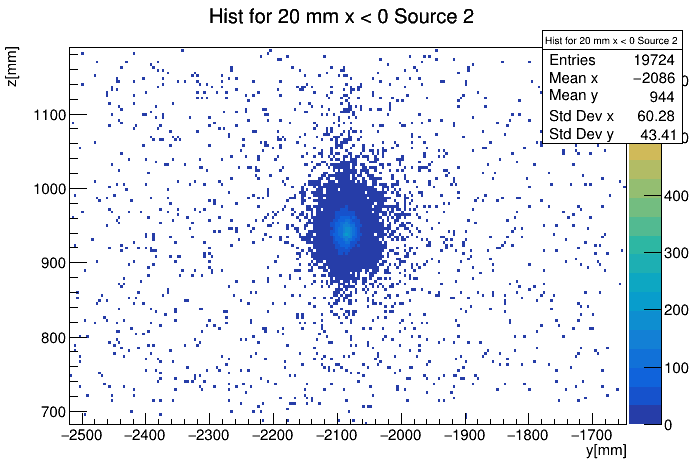 Hist for 20 mm x < 0 Source 2
z[mm]
Hist for 20 mm x < 0 Source 2
Entries 19724
Mean x −2086
Mean y 944
Std Dev x 60.28
Std Dev y 43.41
1100
1000
900
800
700
400
300
200
100
0
−2500 −2400 −2300 −2200 −2100 −2000 −1900 −1800 −1700
y[mm]